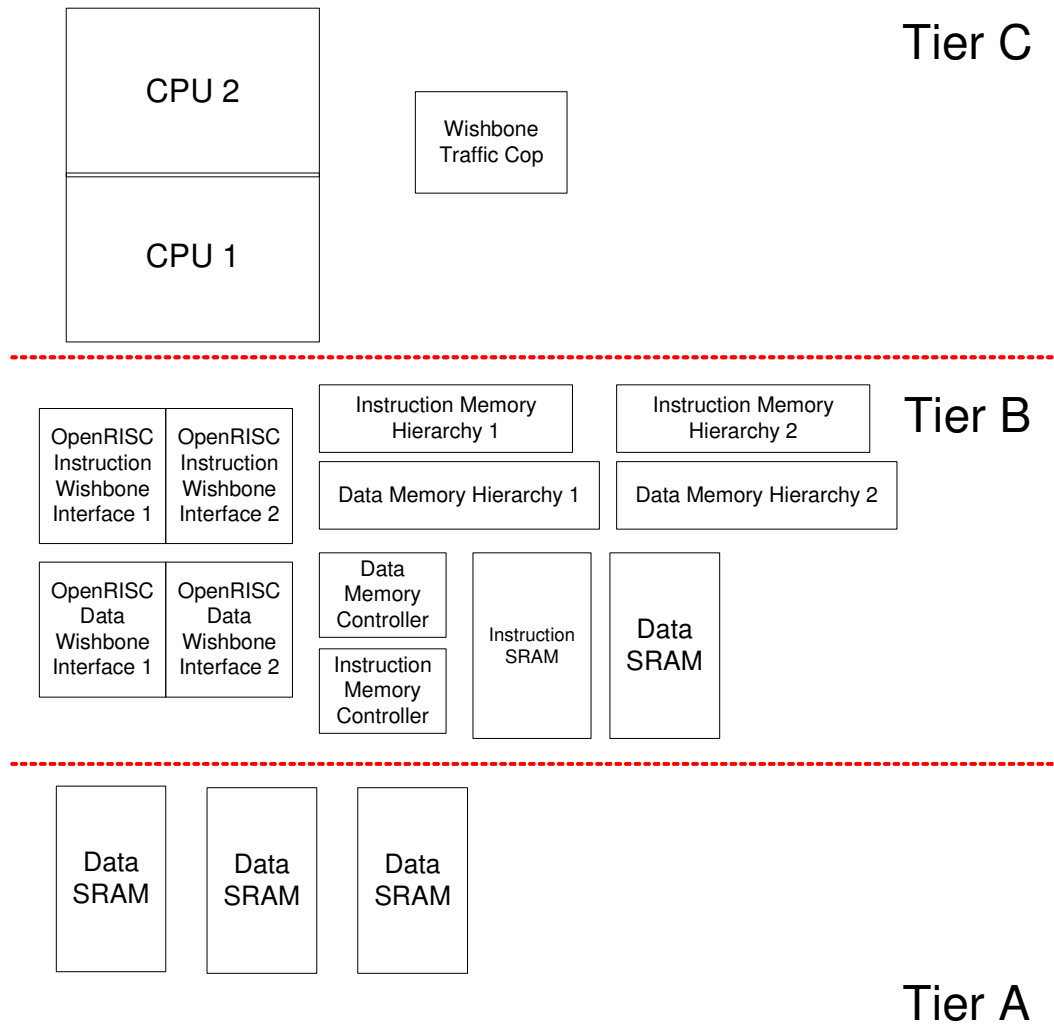 Tier C
CPU 2
Wishbone
Traffic Cop
CPU 1
Tier B
OpenRISC
Instruction
Wishbone
Interface 1
OpenRISC
Instruction
Wishbone
Interface 2
Instruction Memory
Hierarchy 1
Instruction Memory
Hierarchy 2
Data Memory Hierarchy 1
Data Memory Hierarchy 2
OpenRISC
Data
Wishbone
Interface 1
OpenRISC
Data
Wishbone
Interface 2
Data
Memory
Controller
Instruction
Memory
Controller
Instruction
SRAM
Data
SRAM
Data
SRAM
Data
SRAM
Data
SRAM
Tier A